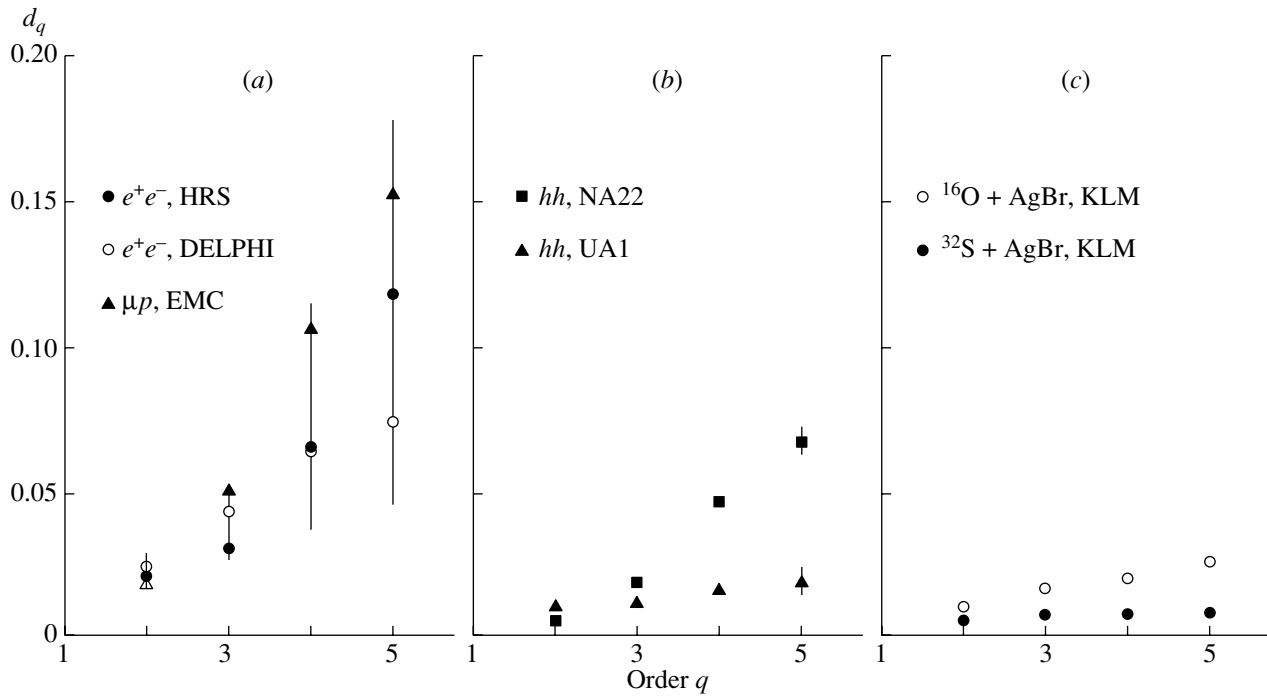 d_q
0.20
0.15
0.10
0.05
0
(a)
e⁺e⁻, HRS
e⁺e⁻, DELPHI
μp, EMC
1 3 5
(b)
hh, NA22
hh, UA1
1 3 5
(c)
¹⁶O + AgBr, KLM
³²S + AgBr, KLM
1 3 5
Order q